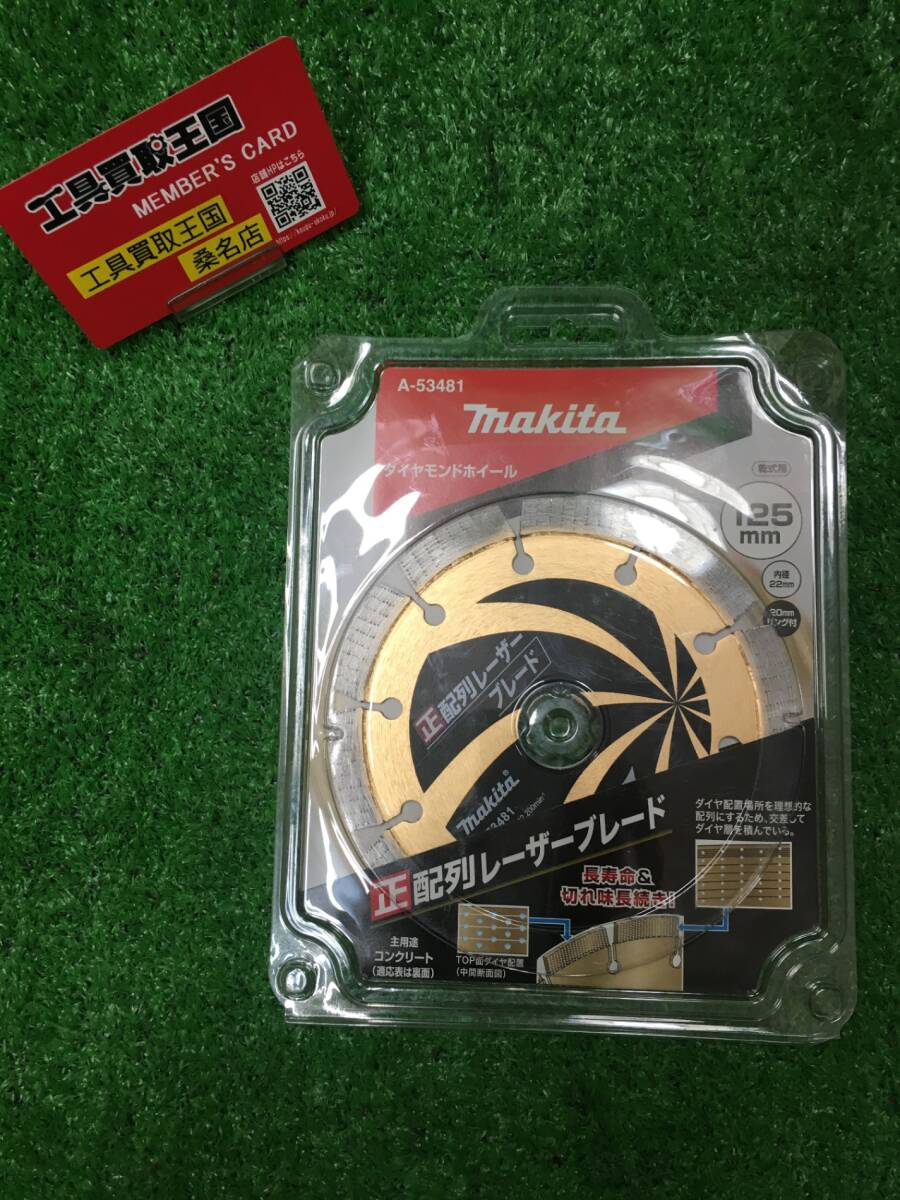 工具買取王国
MEMBER'S CARD
店舗HPはこちら
工具買取王国
桑名店
A-53481
makita
ダイヤモンドホイール
乾式用
125
mm
内径
22mm
20mm
リング付
正配列レーザー
ブレード
makita®
53481
正配列レーザーブレード
ダイヤ配置場所を理想的な
配列にするため、交差して
ダイヤ層を積んでいる。
長寿命&
切れ味長続き!
主用途
コンクリート
(適応表は裏面)
TOP面ダイヤ配置
(中間断面図)